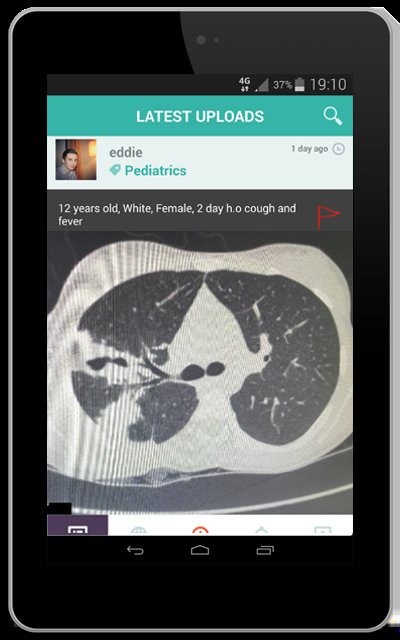 4G 37% 19:10
LATEST UPLOADS
eddie
1 day ago
Pediatrics
12 years old, White, Female, 2 day h.o cough and
fever